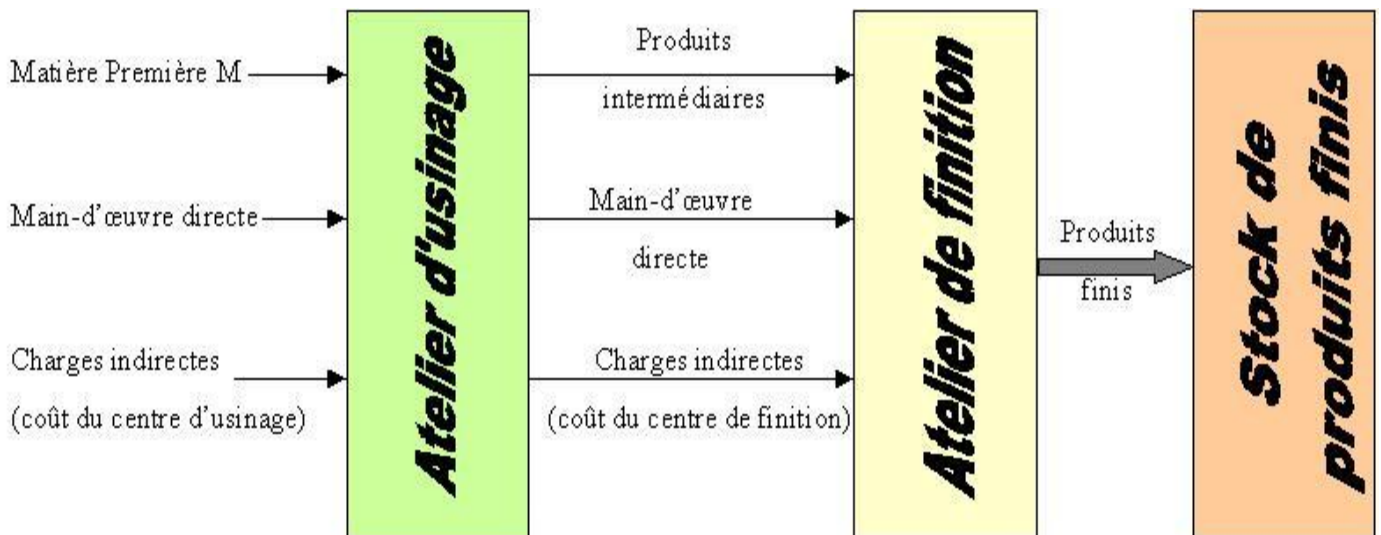 Matière Première M
Main-d'œuvre directe
Charges indirectes
(coût du centre d'usinage)
Atelier d'usinage
Produits
intermédiaires
Main-d'œuvre
directe
Charges indirectes
(coût du centre de finition)
Atelier de finition
Produits
finis
Stock de
produits finis